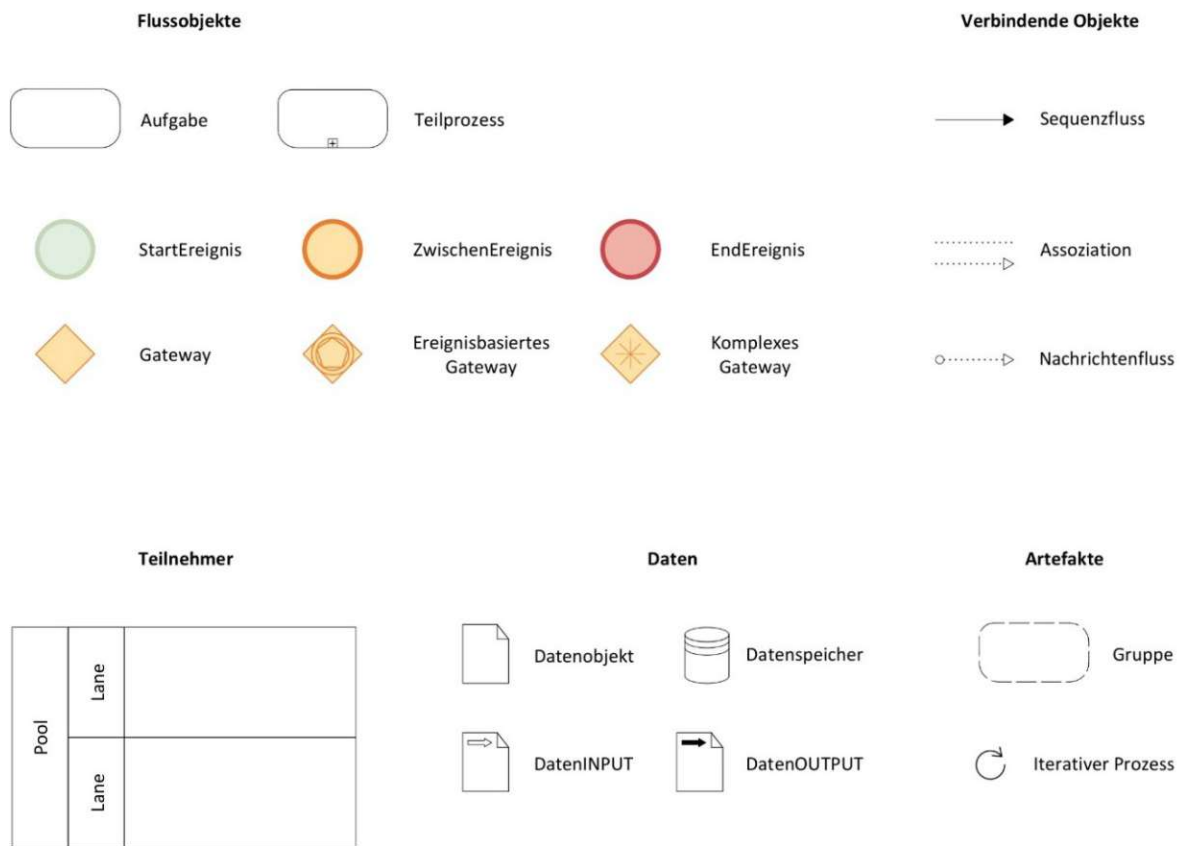 Flussobjekte
Verbindende Objekte
Aufgabe
Teilprozess
Sequenzfluss
StartEreignis
ZwischenEreignis
EndEreignis
Assoziation
Gateway
Ereignisbasiertes
Gateway
Komplexes
Gateway
Nachrichtenfluss
Teilnehmer
Daten
Artefakte
Pool
Lane
Lane
Datenobjekt
Datenspeicher
Gruppe
DatenINPUT
DatenOUTPUT
Iterativer Prozess